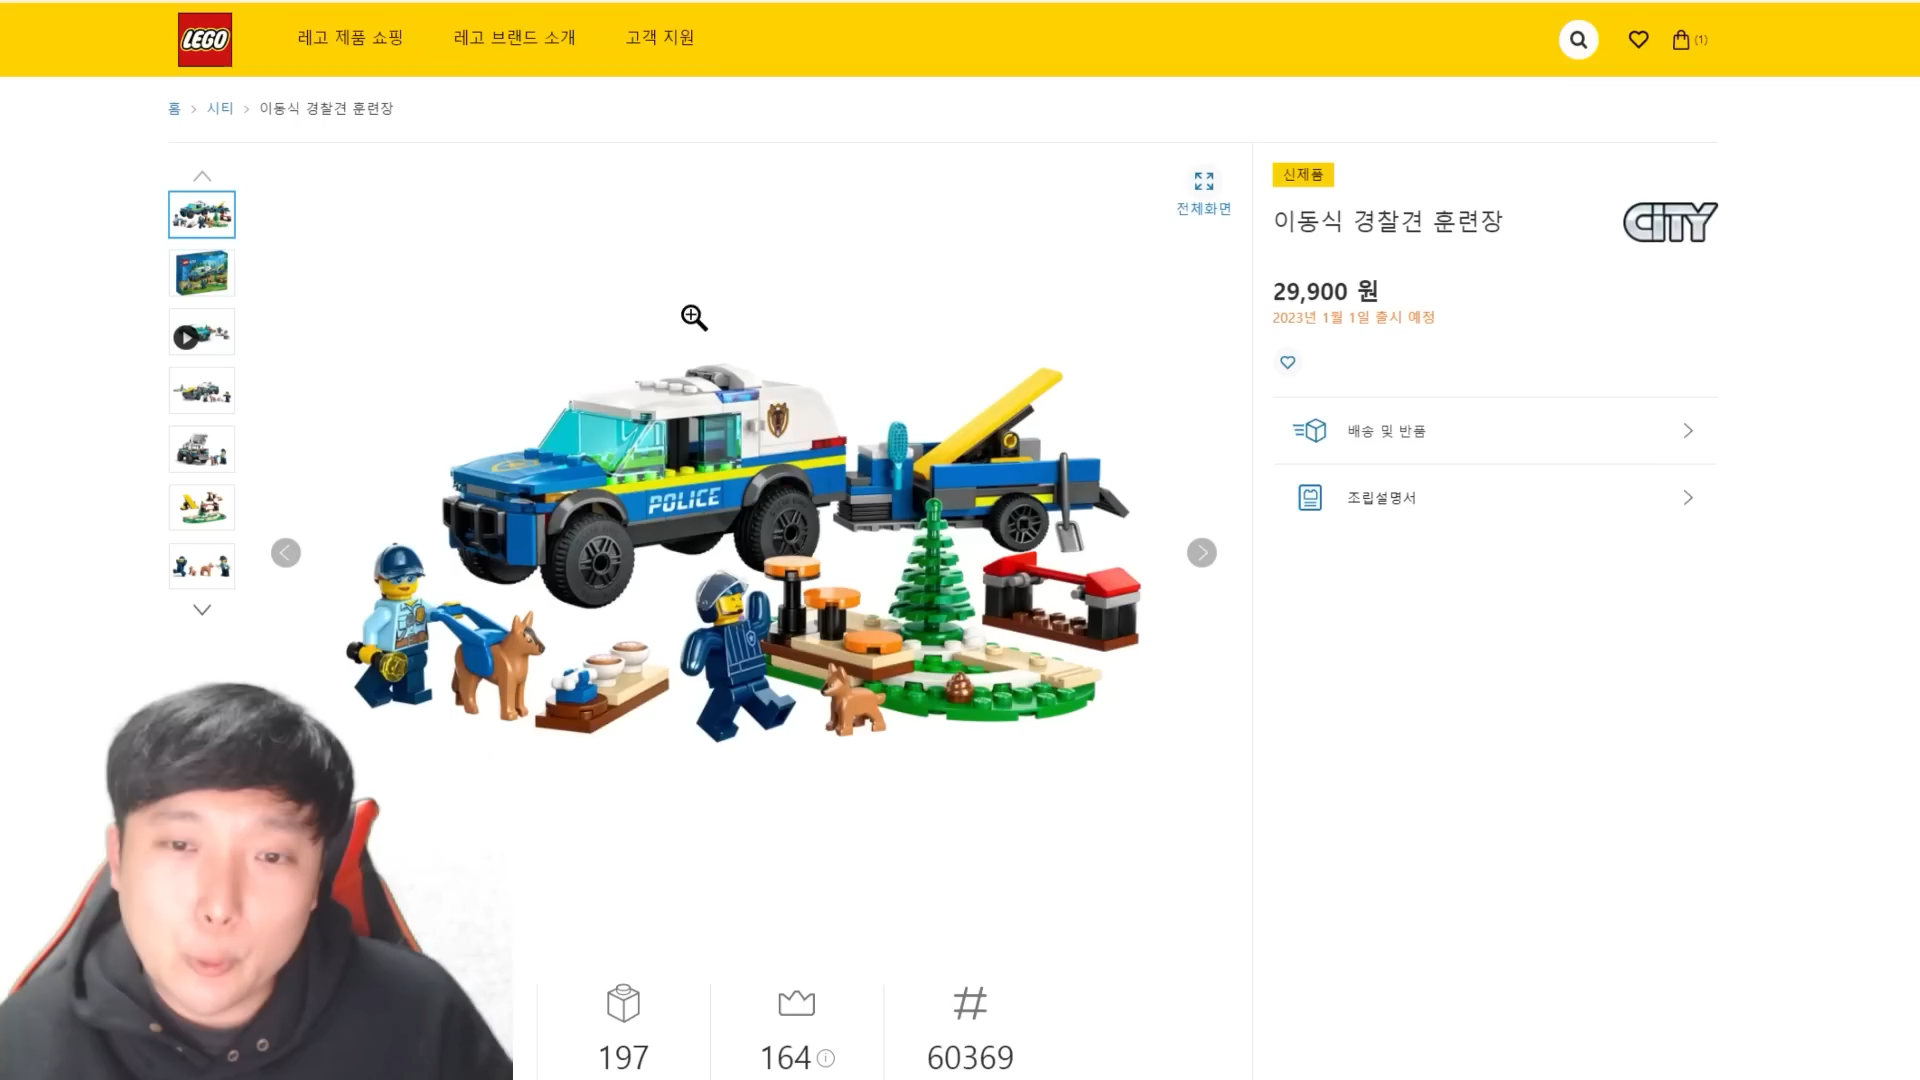 LEGO
레고 제품 쇼핑
레고 브랜드 소개
고객 지원
(1)
홈 > 시티 > 이동식 경찰견 훈련장
전체화면
신제품
이동식 경찰견 훈련장
CITY
29,900 원
2023년 1월 1일 출시 예정
배송 및 반품
조립설명서
POLICE
197
164
60369